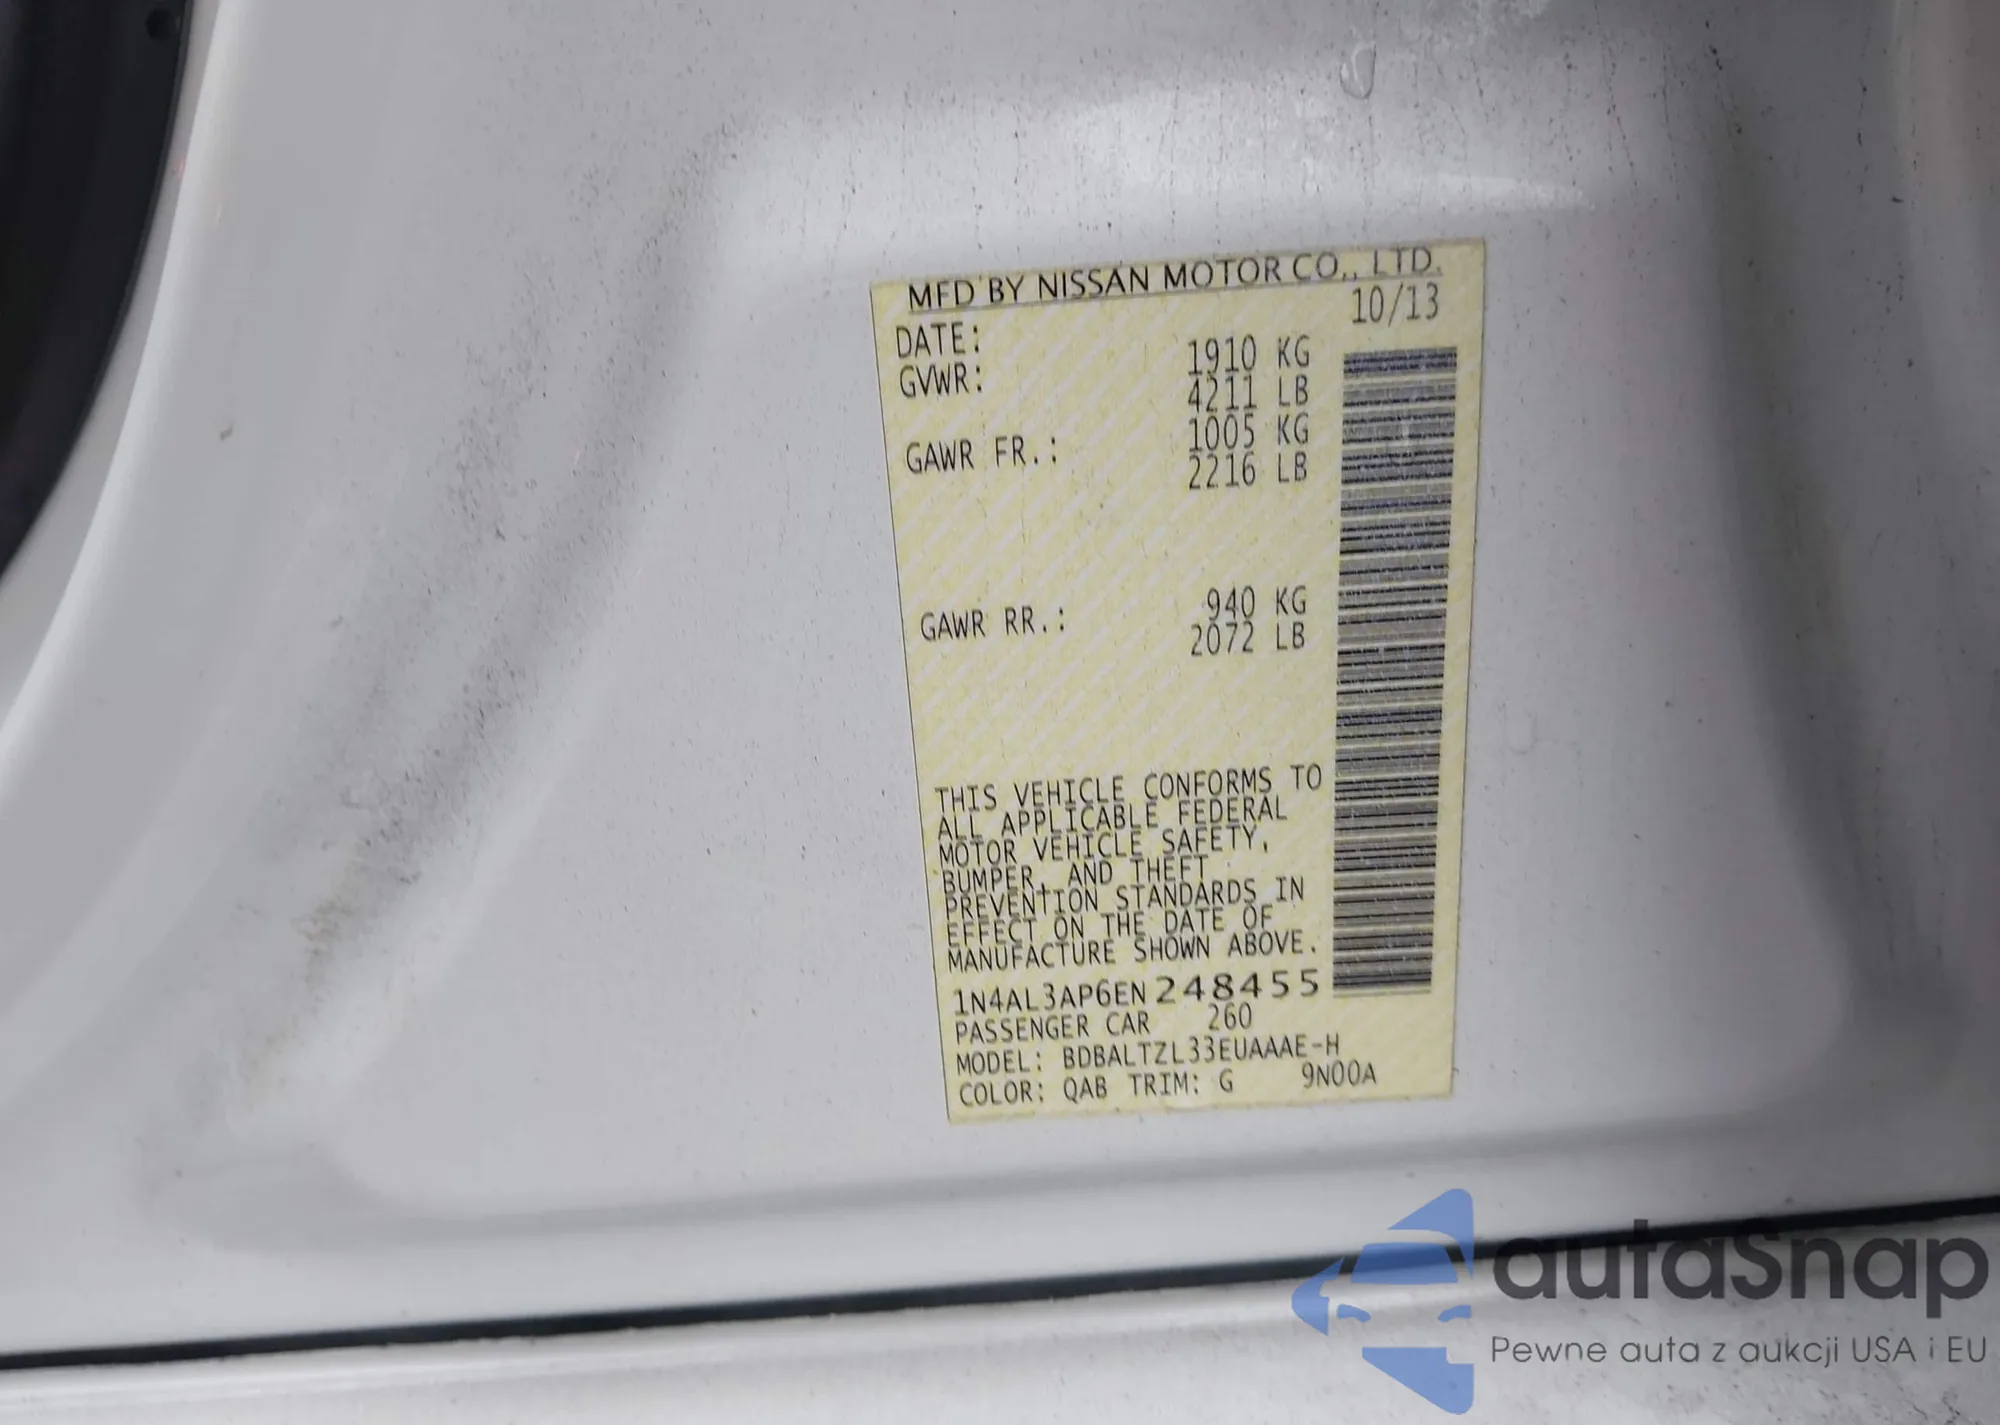 MFD BY NISSAN MOTOR CO., LTD.
DATE: 10/13
GVWR: 1910 KG
4211 LB
GAWR FR.: 1005 KG
2216 LB
GAWR RR.: 940 KG
2072 LB
THIS VEHICLE CONFORMS TO
ALL APPLICABLE FEDERAL
MOTOR VEHICLE SAFETY,
BUMPER, AND THEFT
PREVENTION STANDARDS IN
EFFECT ON THE DATE OF
MANUFACTURE SHOWN ABOVE.
1N4AL3AP6EN248455
PASSENGER CAR 260
MODEL: BDBALTZL33EUAAAE-H
COLOR: QAB TRIM: G 9N00A
autaSnap
Pewne auta z aukcji USA i EU